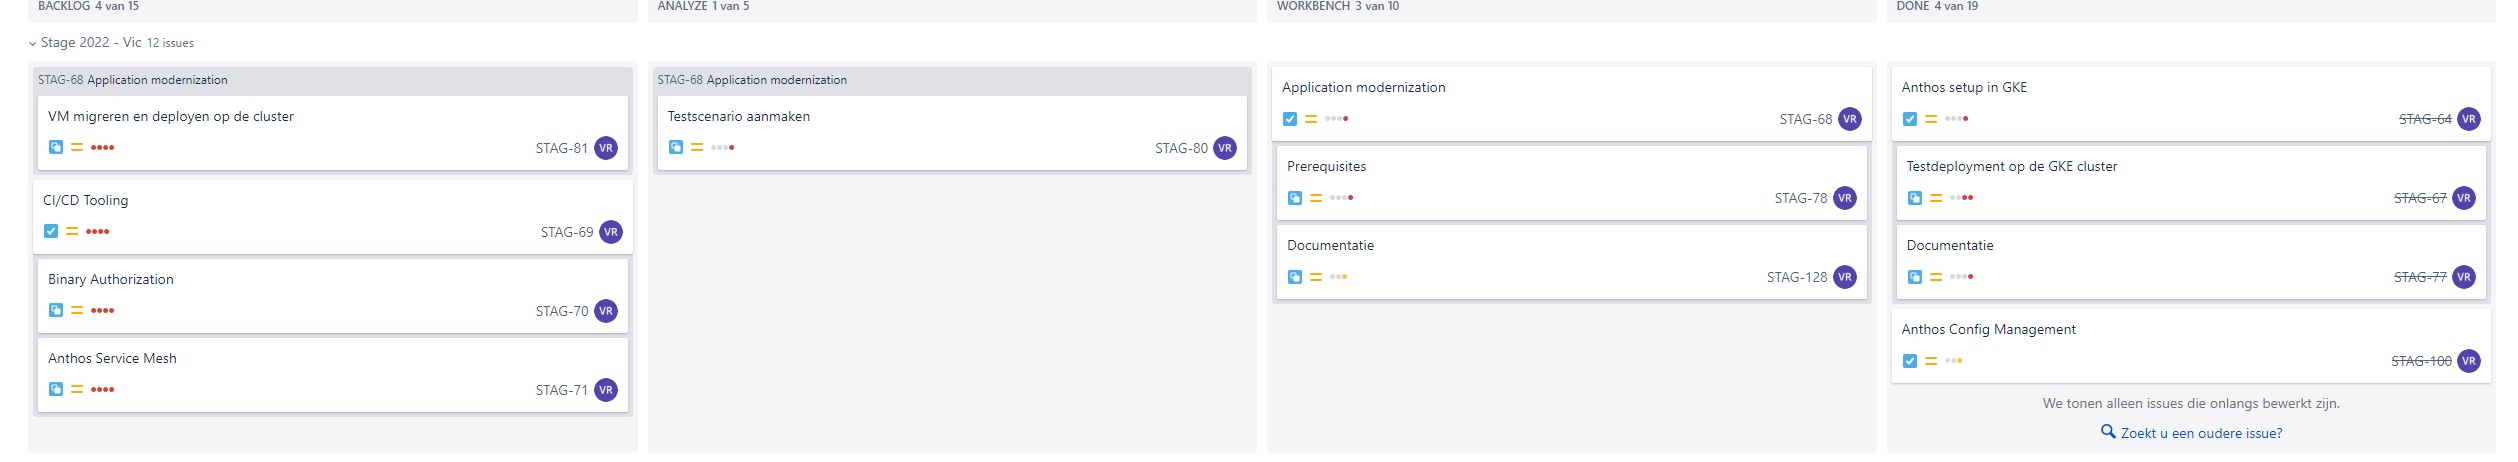 BACKLOG 4 van 15
ANALYZE 1 van 5
WORKBENCH 3 van 10
DONE 4 van 19
Stage 2022 - Vic 12 issues
STAG-68 Application modernization
VM migreren en deployen op de cluster
STAG-81 VR
CI/CD Tooling
STAG-69 VR
Binary Authorization
STAG-70 VR
Anthos Service Mesh
STAG-71 VR
STAG-68 Application modernization
Testscenario aanmaken
STAG-80 VR
Application modernization
STAG-68 VR
Prerequisites
STAG-78 VR
Documentatie
STAG-128 VR
Anthos setup in GKE
STAG-64 VR
Testdeployment op de GKE cluster
STAG-67 VR
Documentatie
STAG-77 VR
Anthos Config Management
STAG-100 VR
We tonen alleen issues die onlangs bewerkt zijn.
Zoekt u een oudere issue?